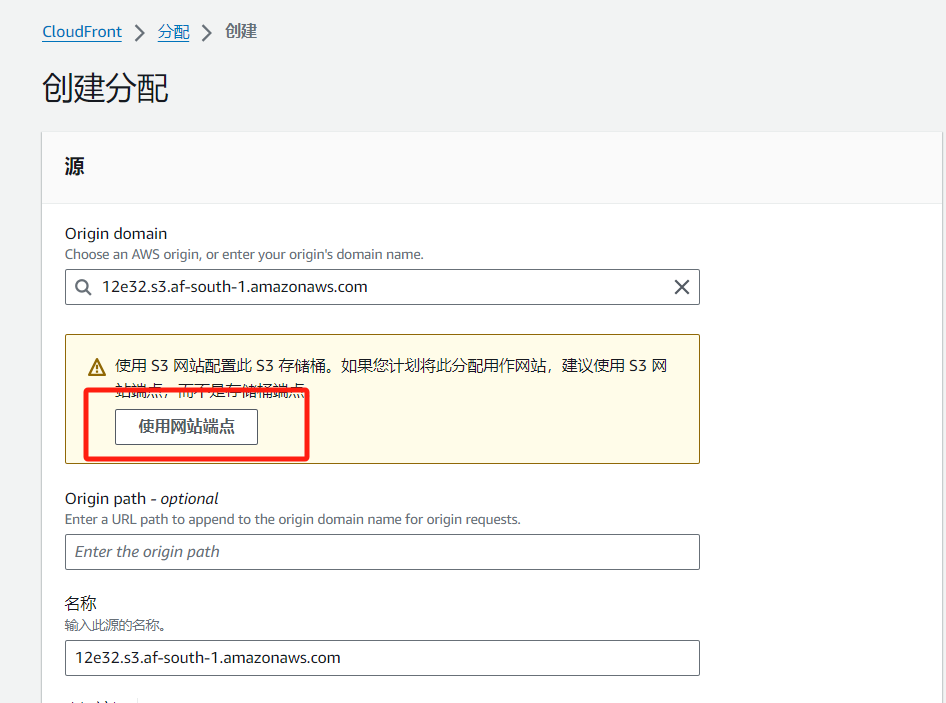 CloudFront > 分配 > 创建
创建分配
源
Origin domain
Choose an AWS origin, or enter your origin's domain name.
12e32.s3.af-south-1.amazonaws.com
使用 S3 网站配置此 S3 存储桶。如果您计划将此分配用作网站，建议使用 S3 网
站端点，而不是存储桶端点
使用网站端点
Origin path - optional
Enter a URL path to append to the origin domain name for origin requests.
Enter the origin path
名称
输入此源的名称。
12e32.s3.af-south-1.amazonaws.com